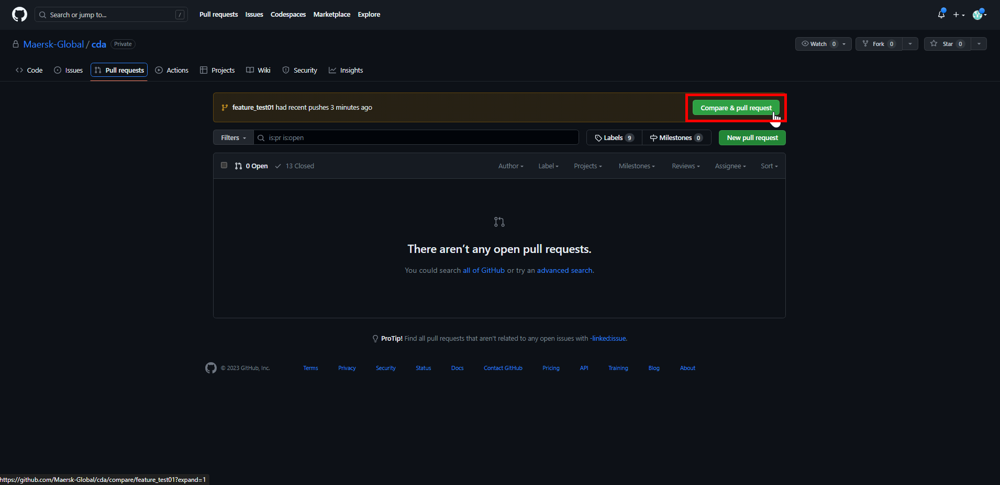 Search or jump to... /
Pull requests Issues Codespaces Marketplace Explore
Maersk-Global / cda Private
Watch 0 Fork 0 Star 0
Code Issues Pull requests Actions Projects Wiki Security Insights
feature_test01 had recent pushes 3 minutes ago
Compare & pull request
Filters is:pr is:open Labels 9 Milestones 0 New pull request
0 Open 13 Closed Author Label Projects Milestones Reviews Assignee Sort
There aren’t any open pull requests.
You could search all of GitHub or try an advanced search.
ProTip! Find all pull requests that aren't related to any open issues with -linked:issue.
© 2023 GitHub, Inc. Terms Privacy Security Status Docs Contact GitHub Pricing API Training Blog About
https://github.com/Maersk-Global/cda/compare/feature_test01?expand=1